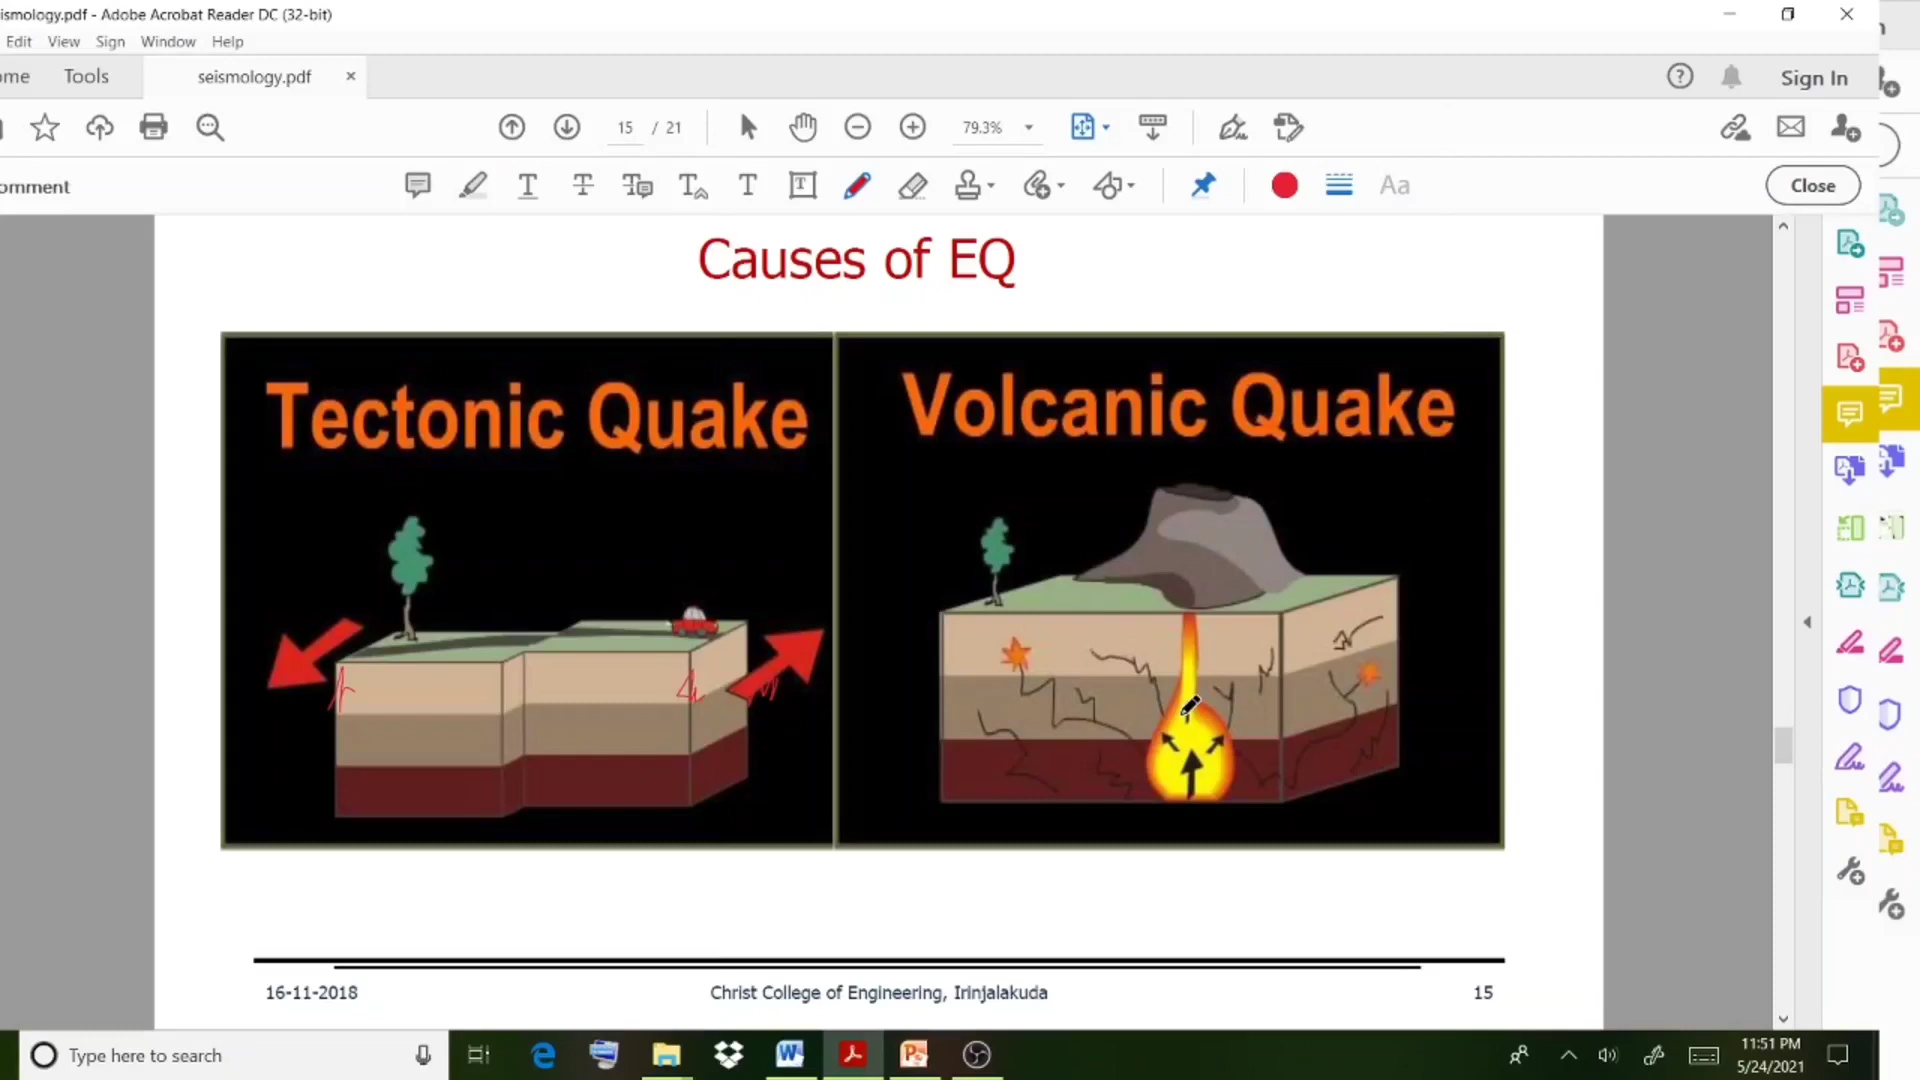 ismology.pdf - Adobe Acrobat Reader DC (32-bit)
Edit View Sign Window Help
ome Tools seismology.pdf × Sign In
15 / 21 79.3%
omment Aa Close
Causes of EQ
Tectonic Quake
Volcanic Quake
16-11-2018 Christ College of Engineering, Irinjalakuda 15
Type here to search
11:51 PM
5/24/2021